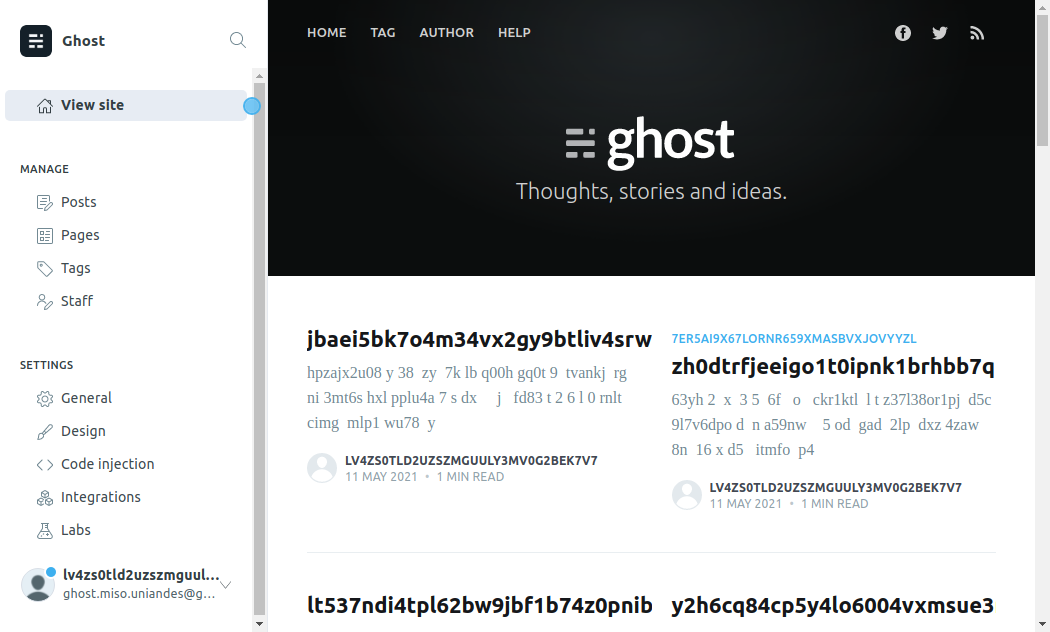 Ghost
View site
MANAGE
Posts
Pages
Tags
Staff
SETTINGS
General
Design
Code injection
Integrations
Labs
lv4zs0tld2uzszmguul...
ghost.miso.uniandes@g...
HOME TAG AUTHOR HELP
ghost
Thoughts, stories and ideas.
jbaei5bk7o4m34vx2gy9btliv4srw
hpzajx2u08 y 38 zy 7k lb q00h gq0t 9 tvankj rg
ni 3mt6s hxl pplu4a 7 s dx j fd83 t 2 6 l 0 rnlt
cimg mlp1 wu78 y
LV4ZS0TLD2UZSZMGUULY3MV0G2BEK7V7
11 MAY 2021 • 1 MIN READ
7ER5AI9X67LORNR659XMASBVXJOVYYZL
zh0dtrfjeeigo1t0ipnk1brhbb7q
63yh 2 x 3 5 6f o ckr1ktl l t z37l38or1pj d5c
9l7v6dpo d n a59nw 5 od gad 2lp dxz 4zaw
8n 16 x d5 itmfo p4
LV4ZS0TLD2UZSZMGUULY3MV0G2BEK7V7
11 MAY 2021 • 1 MIN READ
lt537ndi4tpl62bw9jbf1b74z0pnib
y2h6cq84cp5y4lo6004vxmsue3